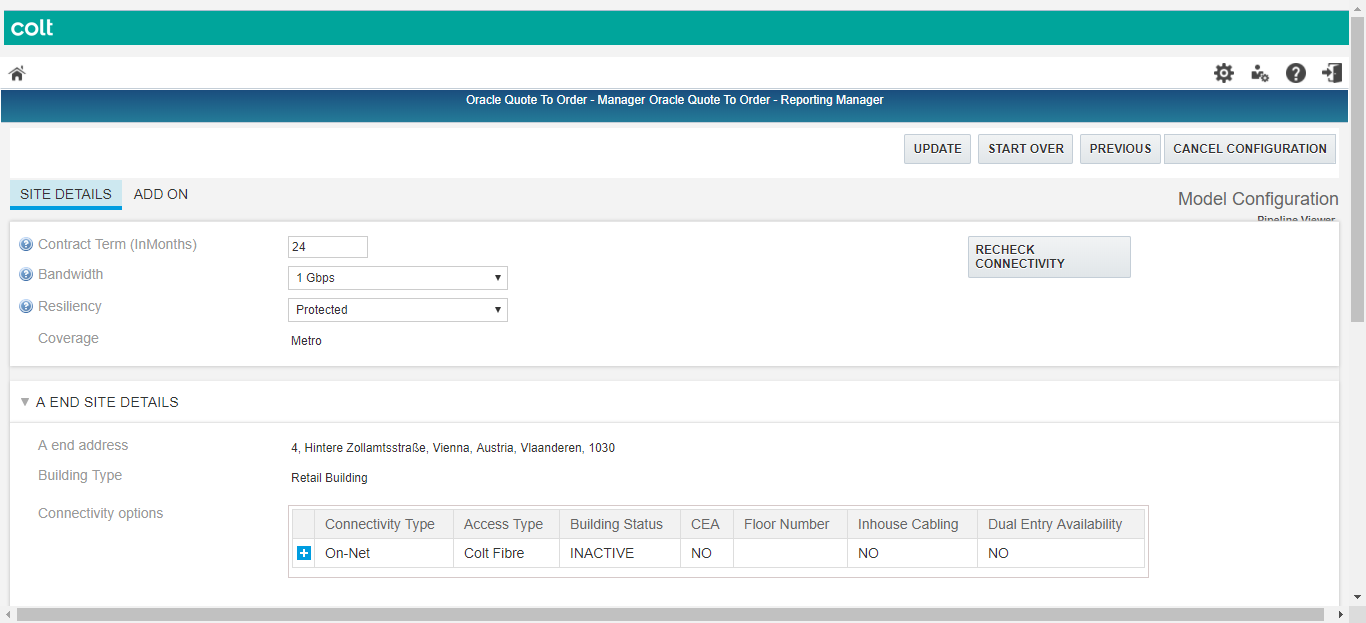 colt
Oracle Quote To Order - Manager Oracle Quote To Order - Reporting Manager
UPDATE START OVER PREVIOUS CANCEL CONFIGURATION
SITE DETAILS ADD ON
Model Configuration
Pipeline Viewer
Contract Term (InMonths) 24
RECHECK
CONNECTIVITY
Bandwidth 1 Gbps
Resiliency Protected
Coverage Metro
A END SITE DETAILS
A end address 4, Hintere Zollamtsstraße, Vienna, Austria, Vlaanderen, 1030
Building Type Retail Building
Connectivity options
Connectivity Type Access Type Building Status CEA Floor Number Inhouse Cabling Dual Entry Availability
On-Net Colt Fibre INACTIVE NO NO NO